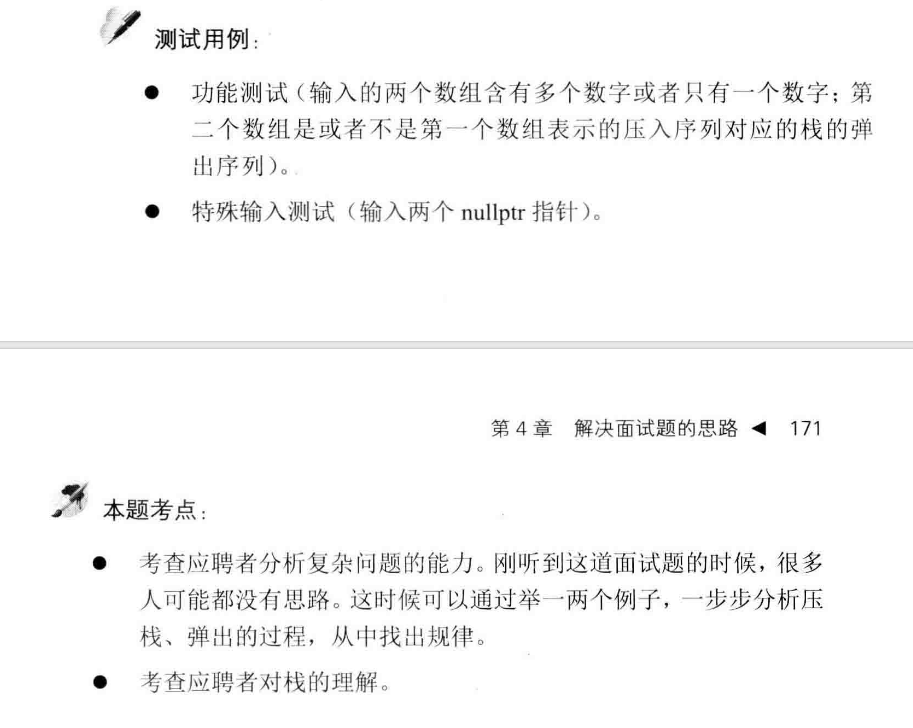 测试用例：
● 功能测试（输入的两个数组含有多个数字或者只有一个数字；第
二个数组是或者不是第一个数组表示的压入序列对应的栈的弹
出序列）。
● 特殊输入测试（输入两个 nullptr 指针）。
第 4 章 解决面试题的思路 ◀ 171
本题考点：
● 考查应聘者分析复杂问题的能力。刚听到这道面试题的时候，很多
人可能都没有思路。这时候可以通过举一两个例子，一步步分析压
栈、弹出的过程，从中找出规律。
● 考查应聘者对栈的理解。